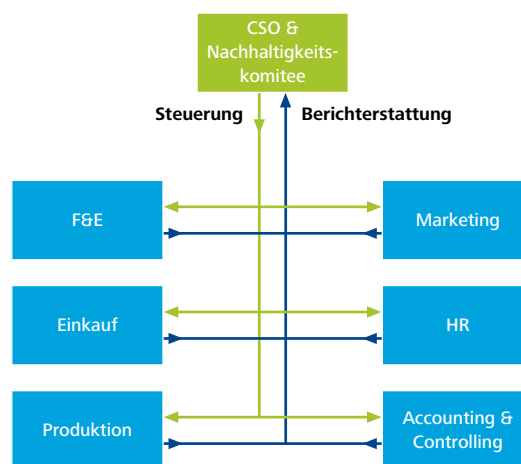 CSO &
Nachhaltigkeits-
komitee
Steuerung
Berichterstattung
F&E
Marketing
Einkauf
HR
Produktion
Accounting &
Controlling